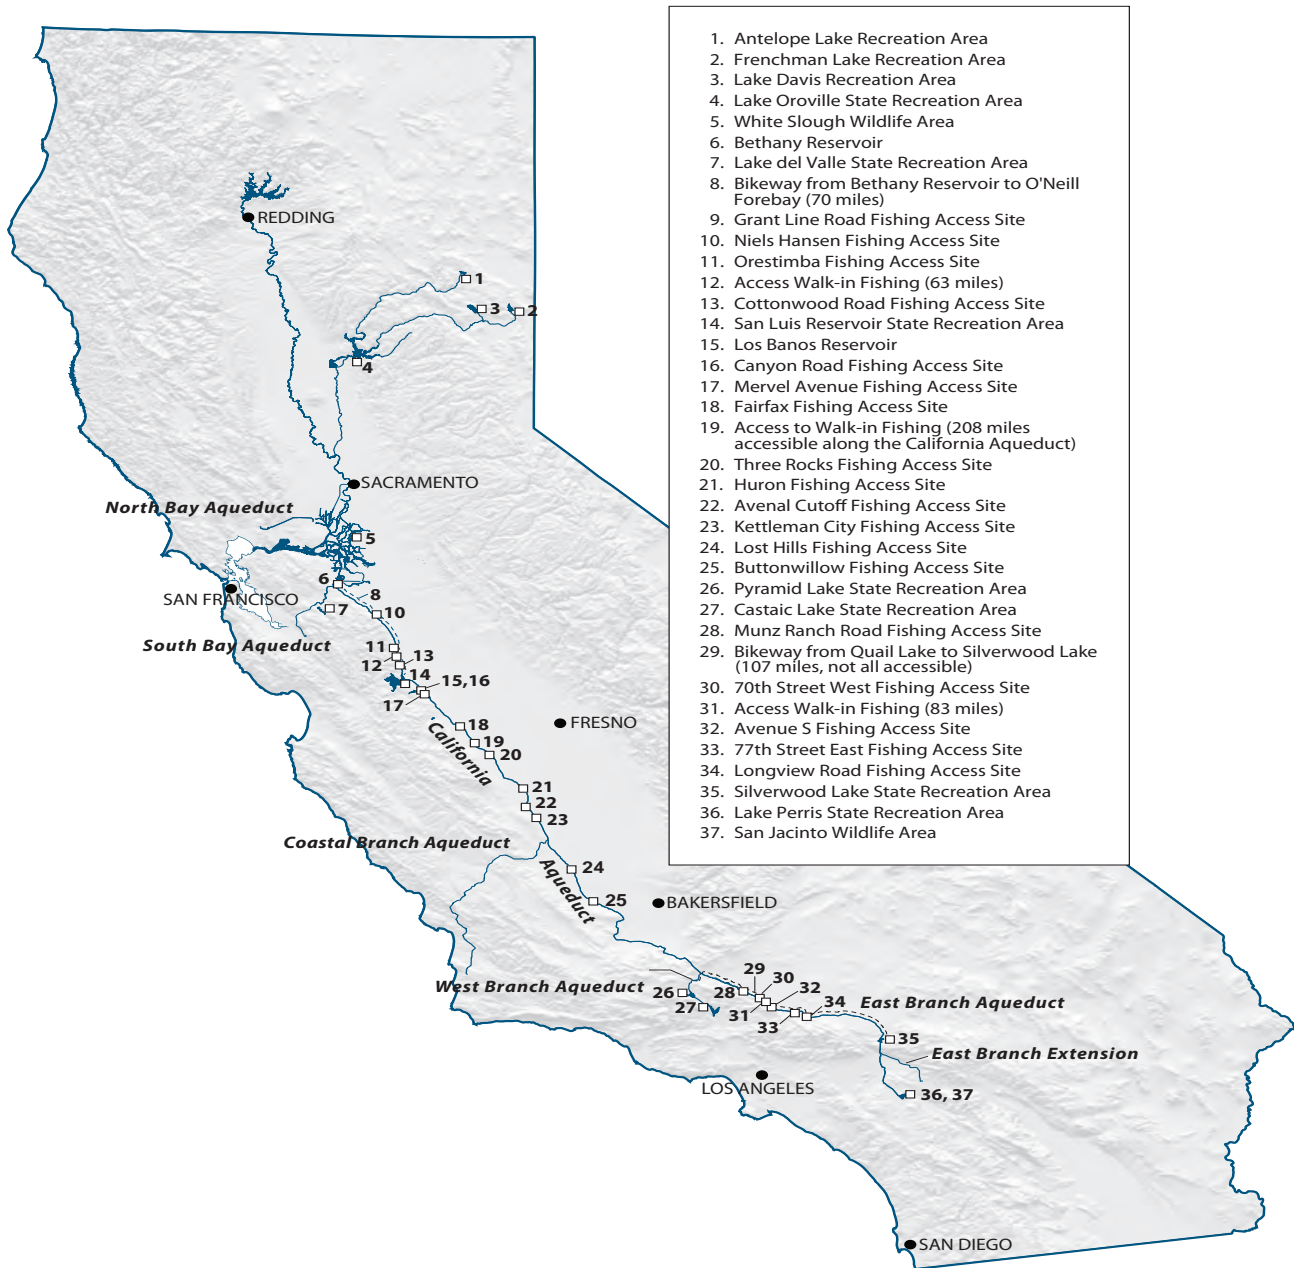 1. Antelope Lake Recreation Area
2. Frenchman Lake Recreation Area
3. Lake Davis Recreation Area
4. Lake Oroville State Recreation Area
5. White Slough Wildlife Area
6. Bethany Reservoir
7. Lake del Valle State Recreation Area
8. Bikeway from Bethany Reservoir to O'Neill
Forebay (70 miles)
9. Grant Line Road Fishing Access Site
10. Niels Hansen Fishing Access Site
11. Orestimba Fishing Access Site
12. Access Walk-in Fishing (63 miles)
13. Cottonwood Road Fishing Access Site
14. San Luis Reservoir State Recreation Area
15. Los Banos Reservoir
16. Canyon Road Fishing Access Site
17. Mervel Avenue Fishing Access Site
18. Fairfax Fishing Access Site
19. Access to Walk-in Fishing (208 miles
accessible along the California Aqueduct)
20. Three Rocks Fishing Access Site
21. Huron Fishing Access Site
22. Avenal Cutoff Fishing Access Site
23. Kettleman City Fishing Access Site
24. Lost Hills Fishing Access Site
25. Buttonwillow Fishing Access Site
26. Pyramid Lake State Recreation Area
27. Castaic Lake State Recreation Area
28. Munz Ranch Road Fishing Access Site
29. Bikeway from Quail Lake to Silverwood Lake
(107 miles, not all accessible)
30. 70th Street West Fishing Access Site
31. Access Walk-in Fishing (83 miles)
32. Avenue S Fishing Access Site
33. 77th Street East Fishing Access Site
34. Longview Road Fishing Access Site
35. Silverwood Lake State Recreation Area
36. Lake Perris State Recreation Area
37. San Jacinto Wildlife Area
REDDING
1
3
2
4
SACRAMENTO
North Bay Aqueduct
5
6
SAN FRANCISCO
8
7
10
South Bay Aqueduct
11
12
13
14
15,16
17
FRESNO
18
California
19
20
21
22
23
Coastal Branch Aqueduct
Aqueduct
24
25
BAKERSFIELD
29
30
West Branch Aqueduct
26
28
32
27
31
34
East Branch Aqueduct
33
35
East Branch Extension
LOS ANGELES
36, 37
SAN DIEGO